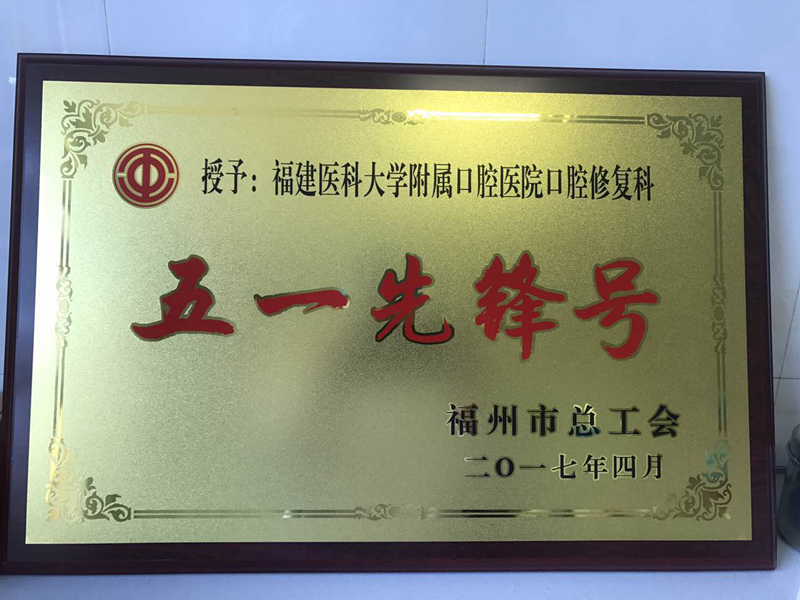 授予：福建医科大学附属口腔医院口腔修复科
五一先锋号
福州市总工会
二O一七年四月